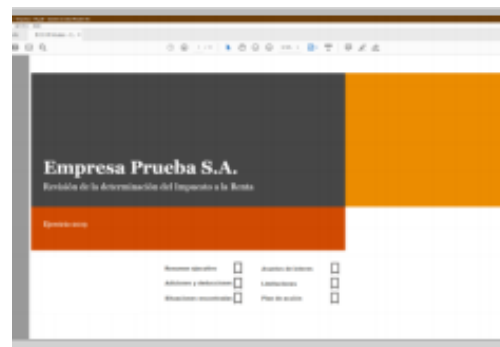 Empresa Prueba S.A.
Revisión de la determinación del Impuesto a la Renta
Resumen ejecutivo
Asuntos de interés
Adiciones y deducciones
Limitaciones
Situaciones encontradas
Plan de acción